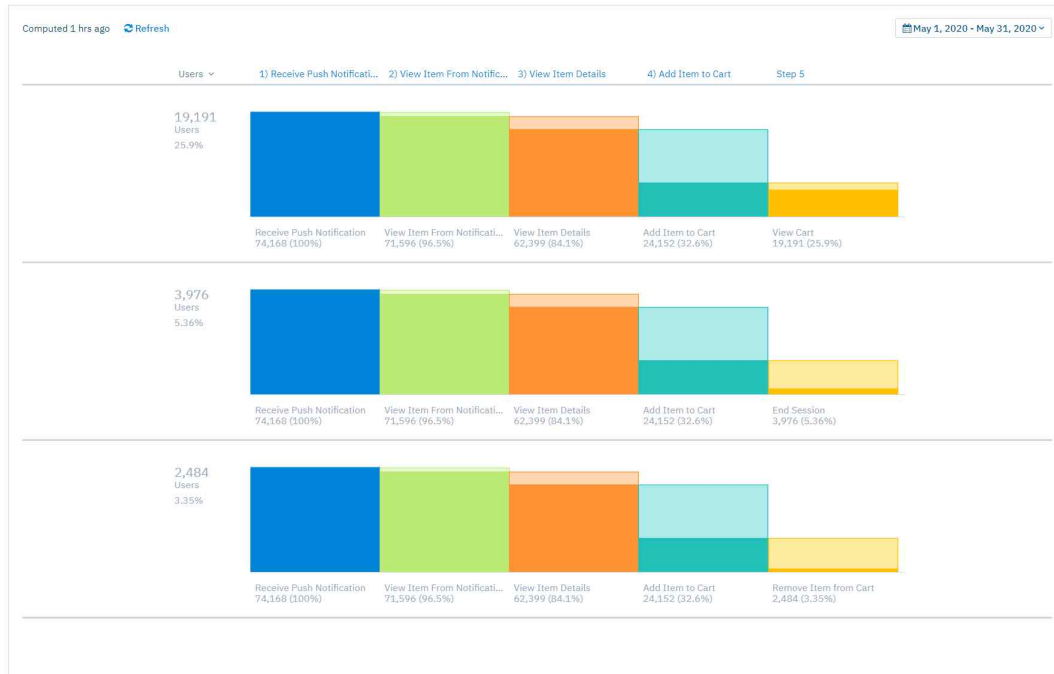 Computed 1 hrs ago Refresh May 1, 2020 - May 31, 2020
Users 1) Receive Push Notificati... 2) View Item From Notific... 3) View Item Details 4) Add Item to Cart Step 5
19,191
Users
25.9%
Receive Push Notification View Item From Notificati... View Item Details Add Item to Cart View Cart
74,168 (100%) 71,596 (96.5%) 62,399 (84.1%) 24,152 (32.6%) 19,191 (25.9%)
3,976
Users
5.36%
Receive Push Notification View Item From Notificati... View Item Details Add Item to Cart End Session
74,168 (100%) 71,596 (96.5%) 62,399 (84.1%) 24,152 (32.6%) 3,976 (5.36%)
2,484
Users
3.35%
Receive Push Notification View Item From Notificati... View Item Details Add Item to Cart Remove Item from Cart
74,168 (100%) 71,596 (96.5%) 62,399 (84.1%) 24,152 (32.6%) 2,484 (3.35%)